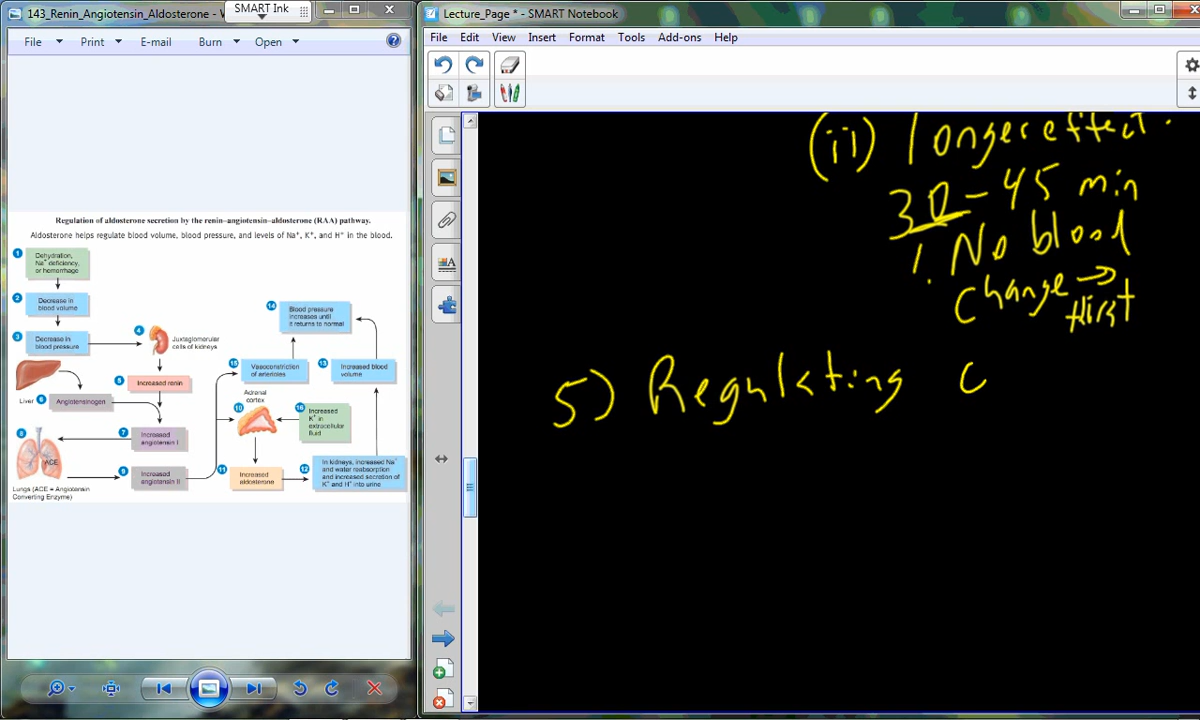 143_Renin_Angiotensin_Aldosterone - W
SMART Ink
File Print E-mail Burn Open
Regulation of aldosterone secretion by the renin–angiotensin–aldosterone (RAA) pathway.
Aldosterone helps regulate blood volume, blood pressure, and levels of Na⁺, K⁺, and H⁺ in the blood.
1
Dehydration,
Na⁺ deficiency,
or hemorrhage
2
Decrease in
blood volume
3
Decrease in
blood pressure
4
Juxtaglomerular
cells of kidneys
5
Increased renin
Liver
6
Angiotensinogen
7
Increased
angiotensin I
8
ACE
Lungs (ACE = Angiotensin
Converting Enzyme)
9
Increased
angiotensin II
10
Adrenal
cortex
11
Increased
aldosterone
12
In kidneys, increased Na⁺
and water reabsorption
and increased secretion of
K⁺ and H⁺ into urine
13
Increased blood
volume
14
Blood pressure
increases until
it returns to normal
15
Vasoconstriction
of arterioles
16
Increased
K⁺ in
extracellular
fluid
Lecture_Page * - SMART Notebook
File Edit View Insert Format Tools Add-ons Help
(ii) longer effect.
30-45 min
1. No blood
change →
thirst
5) Regulating C